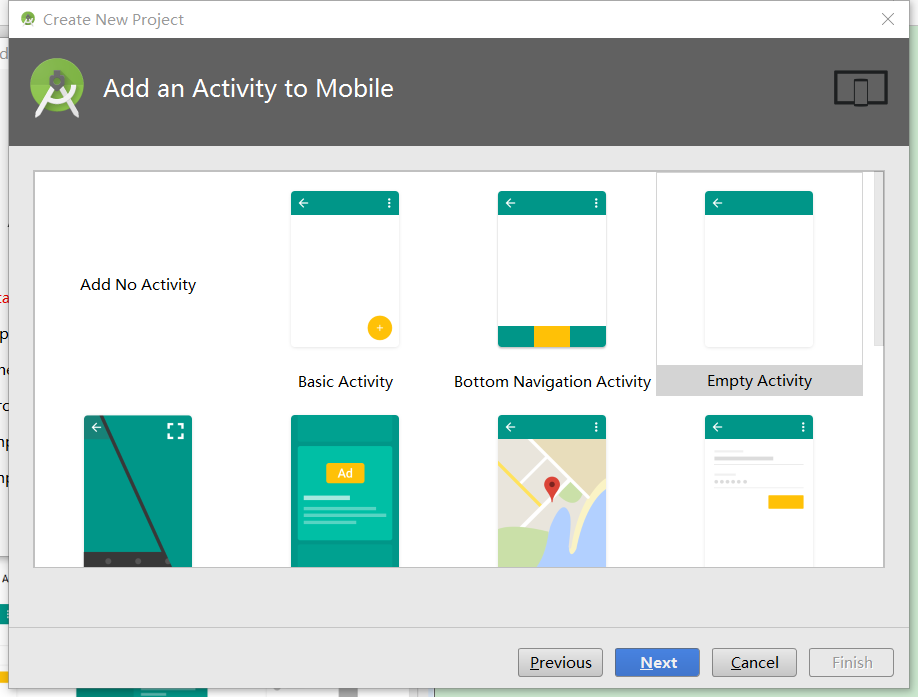 Create New Project
Add an Activity to Mobile
Add No Activity
Basic Activity
Bottom Navigation Activity
Empty Activity
Ad
Previous
Next
Cancel
Finish